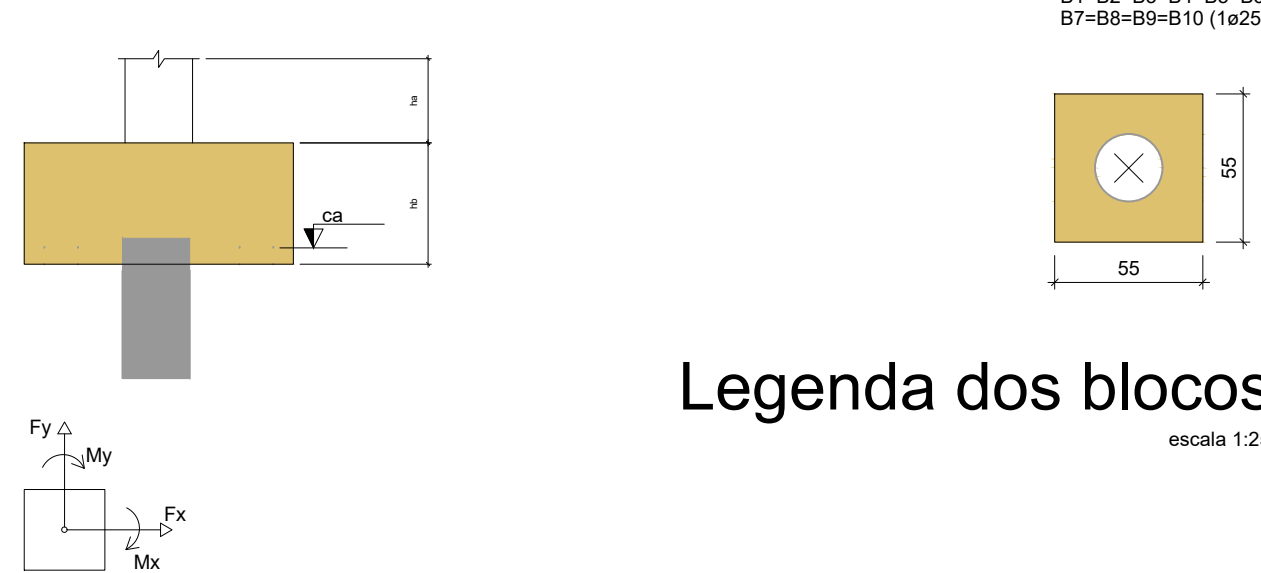 B7=B8=B9=B10 (1ø25
ha
hb
ca
55
55
Legenda dos blocos
escala 1:2
Fy
My
Fx
Mx